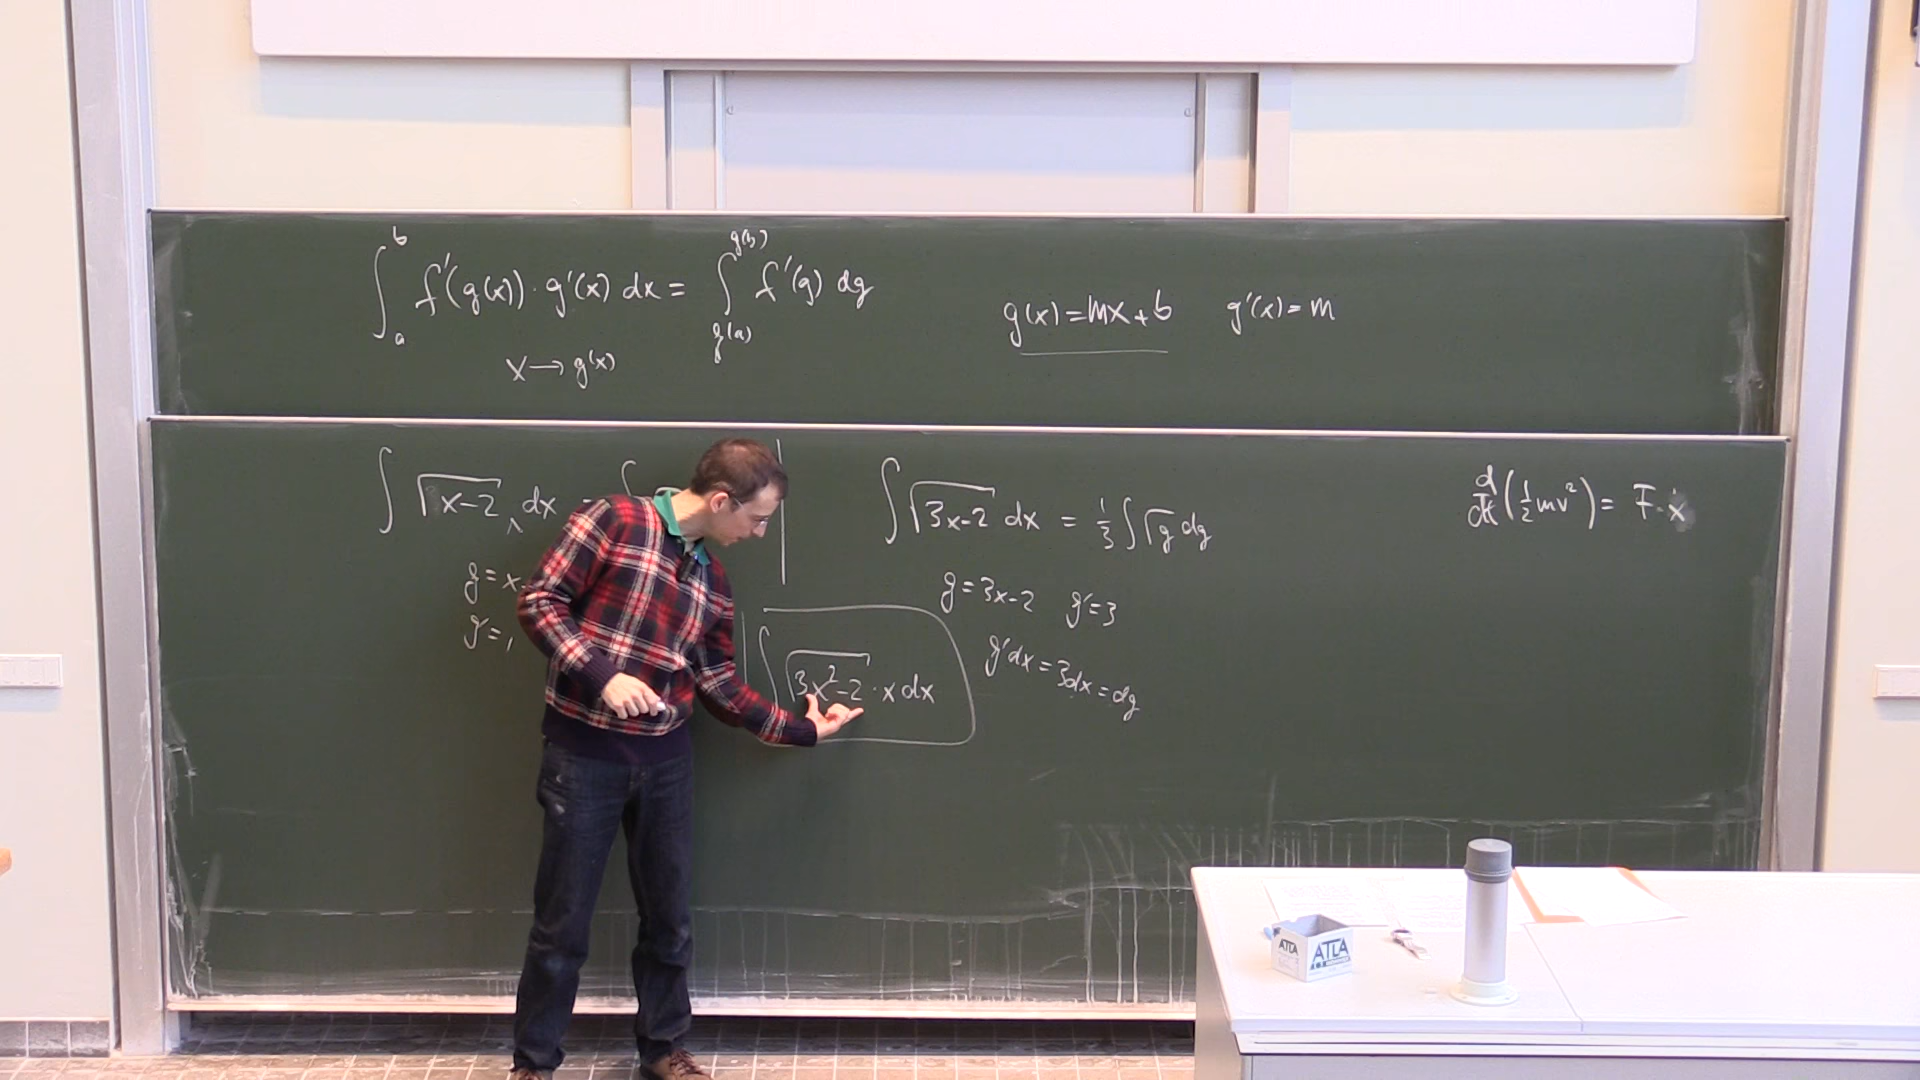 ∫_a^b f'(g(x)) · g'(x) dx = ∫_{g(a)}^{g(b)} f'(g) dg
x → g(x)
g(x) = mx + b g'(x) = m
∫ √(x-2) dx = ∫
g = x
g' = 1
∫ √(3x-2) dx = 1/3 ∫ √g dg
g = 3x-2 g' = 3
g'dx = 3dx = dg
∫ √(3x²-2) · x dx
d/dt (1/2 mv²) = F · ẋ
ATLA
ATLA